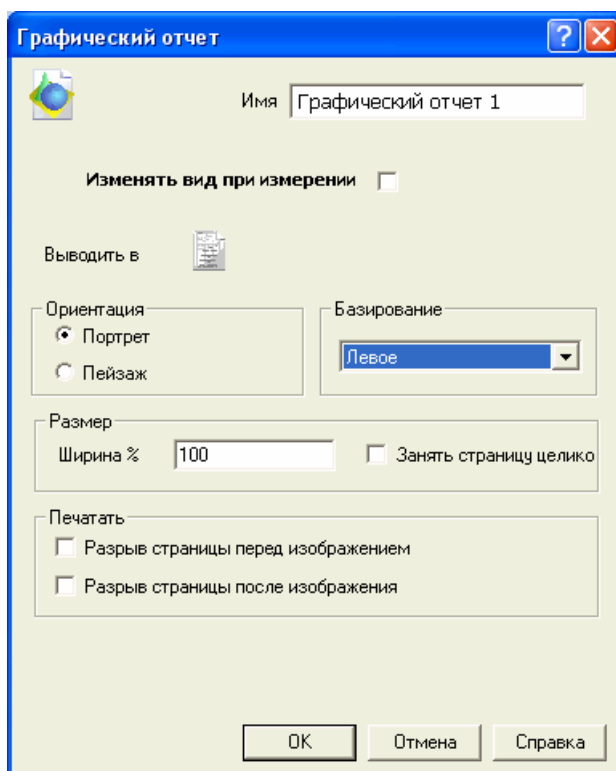 Графический отчет
Имя Графический отчет 1
Изменять вид при измерении
Выводить в
Ориентация
Портрет
Пейзаж
Базирование
Левое
Размер
Ширина % 100 Занять страницу целико
Печатать
Разрыв страницы перед изображением
Разрыв страницы после изображения
OK Отмена Справка